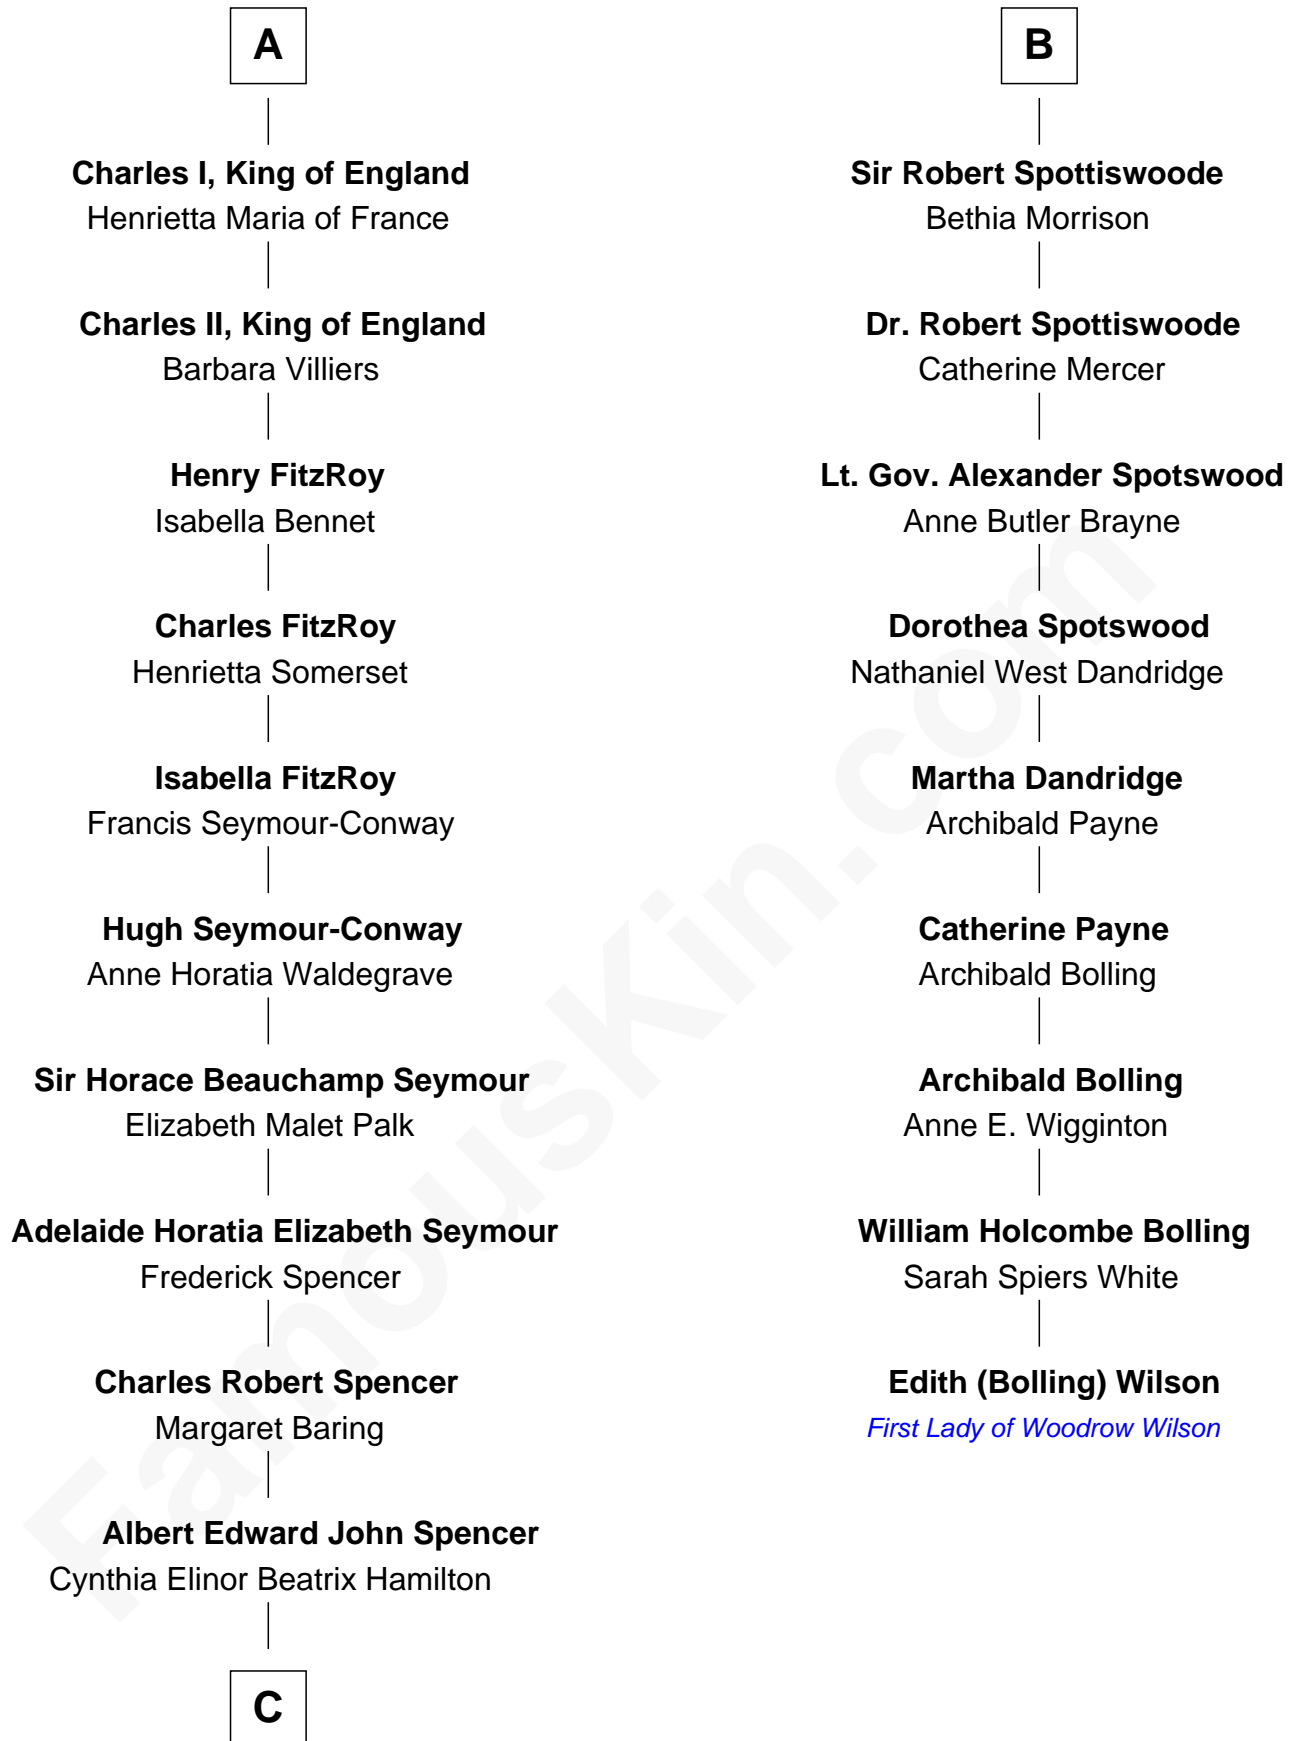 A
Charles I, King of England
Henrietta Maria of France
Charles II, King of England
Barbara Villiers
Henry FitzRoy
Isabella Bennet
Charles FitzRoy
Henrietta Somerset
Isabella FitzRoy
Francis Seymour-Conway
Hugh Seymour-Conway
Anne Horatia Waldegrave
Sir Horace Beauchamp Seymour
Elizabeth Malet Palk
Adelaide Horatia Elizabeth Seymour
Frederick Spencer
Charles Robert Spencer
Margaret Baring
Albert Edward John Spencer
Cynthia Elinor Beatrix Hamilton
C
B
Sir Robert Spottiswoode
Bethia Morrison
Dr. Robert Spottiswoode
Catherine Mercer
Lt. Gov. Alexander Spotswood
Anne Butler Brayne
Dorothea Spotswood
Nathaniel West Dandridge
Martha Dandridge
Archibald Payne
Catherine Payne
Archibald Bolling
Archibald Bolling
Anne E. Wigginton
William Holcombe Bolling
Sarah Spiers White
Edith (Bolling) Wilson
First Lady of Woodrow Wilson
FamousKin.com